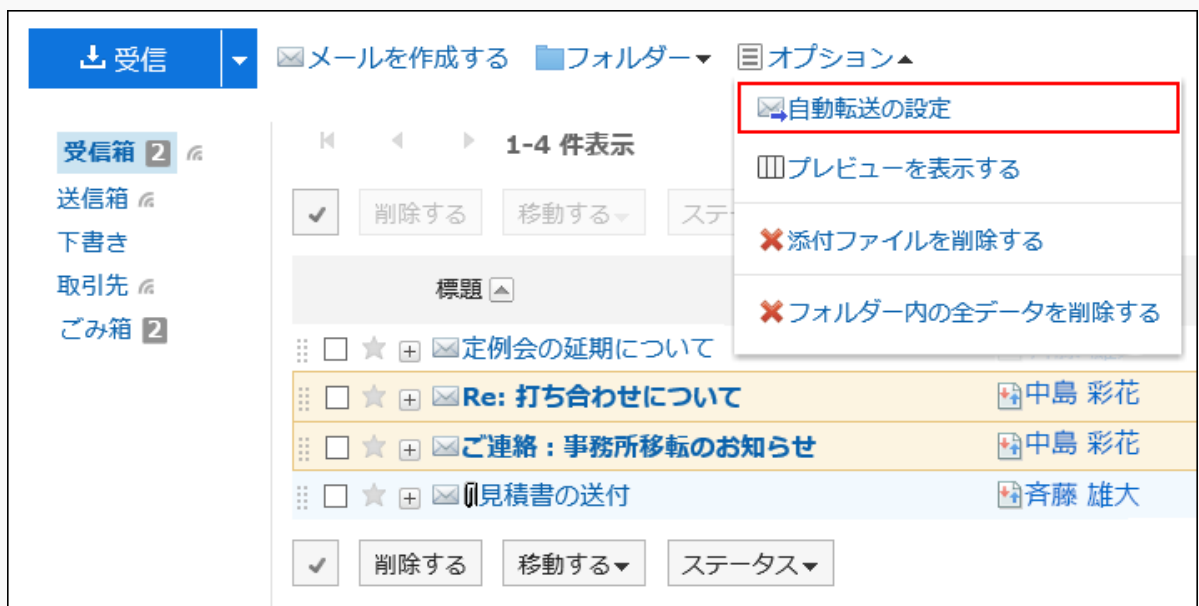 受信 メールを作成する フォルダー▼ オプション▲
自動転送の設定
プレビューを表示する
添付ファイルを削除する
フォルダー内の全データを削除する
受信箱 2
送信箱
下書き
取引先
ごみ箱 2
1-4 件表示
削除する 移動する ステー
標題
定例会の延期について
Re: 打ち合わせについて 中島 彩花
ご連絡：事務所移転のお知らせ 中島 彩花
見積書の送付 斉藤 雄大
削除する 移動する▼ ステータス▼